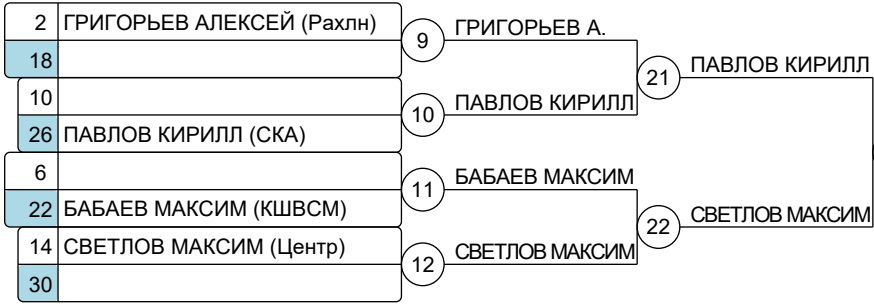 2 ГРИГОРЬЕВ АЛЕКСЕЙ (Рахлн)
18
10
26 ПАВЛОВ КИРИЛЛ (СКА)
6
22 БАБАЕВ МАКСИМ (КШВСМ)
14 СВЕТЛОВ МАКСИМ (Центр)
30
9 ГРИГОРЬЕВ А.
10 ПАВЛОВ КИРИЛЛ
11 БАБАЕВ МАКСИМ
12 СВЕТЛОВ МАКСИМ
21 ПАВЛОВ КИРИЛЛ
22 СВЕТЛОВ МАКСИМ